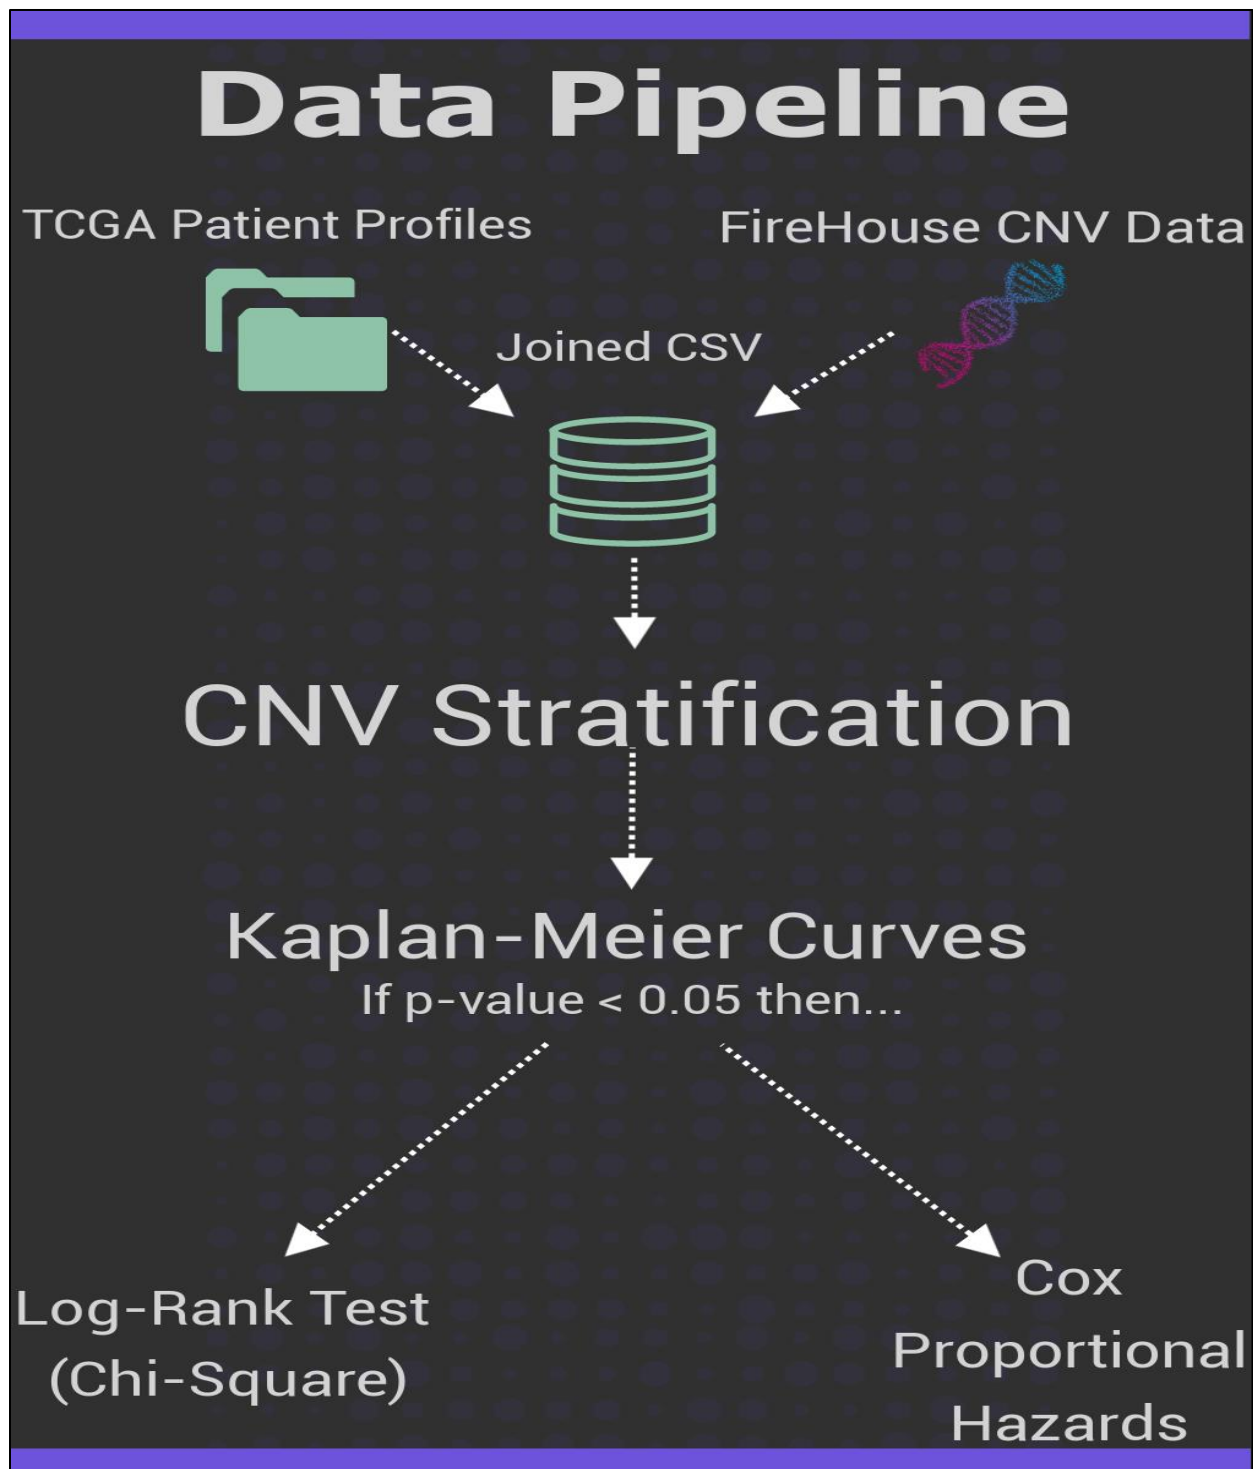 Data Pipeline
TCGA Patient Profiles
FireHouse CNV Data
Joined CSV
CNV Stratification
Kaplan-Meier Curves
If p-value < 0.05 then...
Log-Rank Test
(Chi-Square)
Cox
Proportional
Hazards